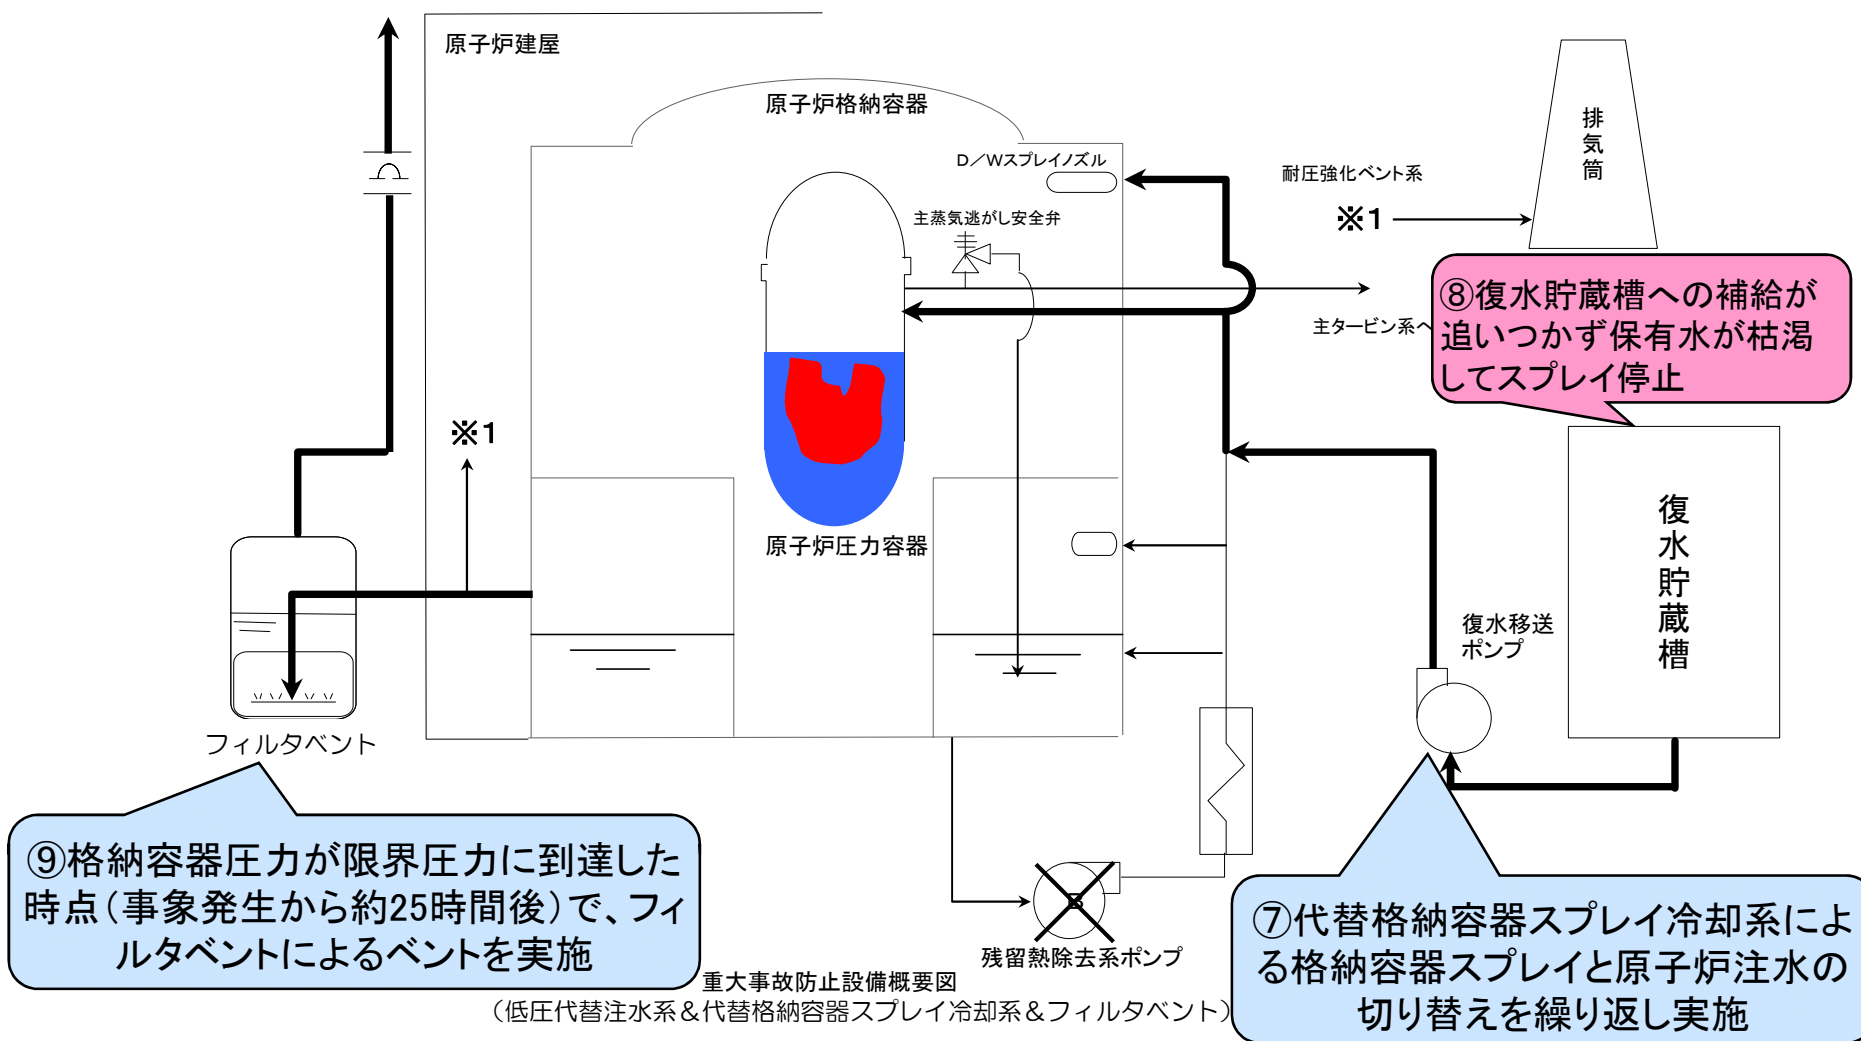 原子炉建屋
原子炉格納容器
D/Wスプレイノズル
主蒸気逃がし安全弁
耐圧強化ベント系
※1
排気筒
主タービン系へ
⑧復水貯蔵槽への補給が
追いつかず保有水が枯渇
してスプレイ停止
※1
原子炉圧力容器
復水貯蔵槽
復水移送
ポンプ
フィルタベント
⑨格納容器圧力が限界圧力に到達した
時点(事象発生から約25時間後)で、フィ
ルタベントによるベントを実施
残留熱除去系ポンプ
⑦代替格納容器スプレイ冷却系によ
る格納容器スプレイと原子炉注水の
切り替えを繰り返し実施
重大事故防止設備概要図
(低圧代替注水系&代替格納容器スプレイ冷却系&フィルタベント)